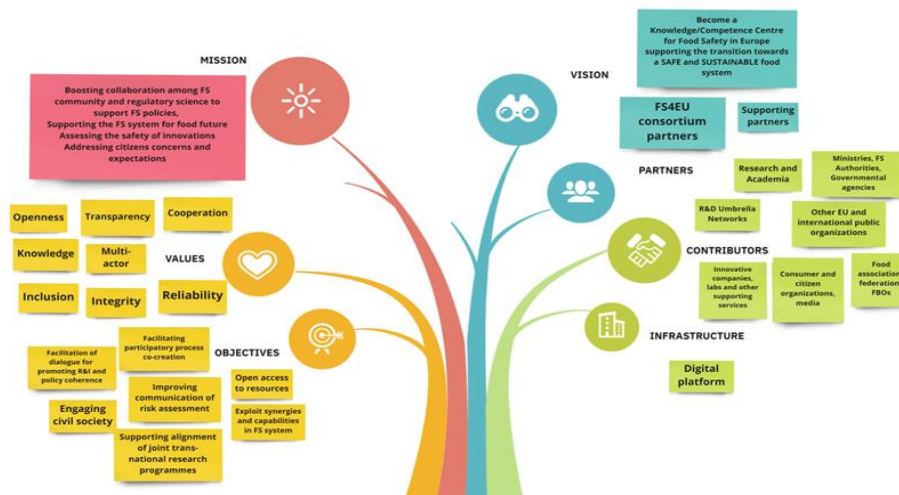 MISSION
Boosting collaboration among FS
community and regulatory science to
support FS policies,
Supporting the FS system for food future
Assessing the safety of innovations
Addressing citizens concerns and
expectations
Openness
Transparency
Cooperation
Knowledge
Multi-
actor
VALUES
Inclusion
Integrity
Reliability
OBJECTIVES
Facilitating
participatory process
co-creation
Facilitation of
dialogue for
promoting R&I and
policy coherence
Improving
communication of
risk assessment
Open access
to resources
Engaging
civil society
Exploit synergies
and capabilities
in FS system
Supporting alignment
of joint trans-
national research
programmes
VISION
Become a
Knowledge/Competence Centre
for Food Safety in Europe
supporting the transition towards
a SAFE and SUSTAINABLE food
system
FS4EU
consortium
partners
Supporting
partners
PARTNERS
Research and
Academia
Ministries, FS
Authorities,
Governmental
agencies
R&D Umbrella
Networks
Other EU and
international public
organizations
CONTRIBUTORS
Innovative
companies,
labs and other
supporting
services
Consumer and
citizen
organizations,
media
Food
association
federation
FBOs
INFRASTRUCTURE
Digital
platform